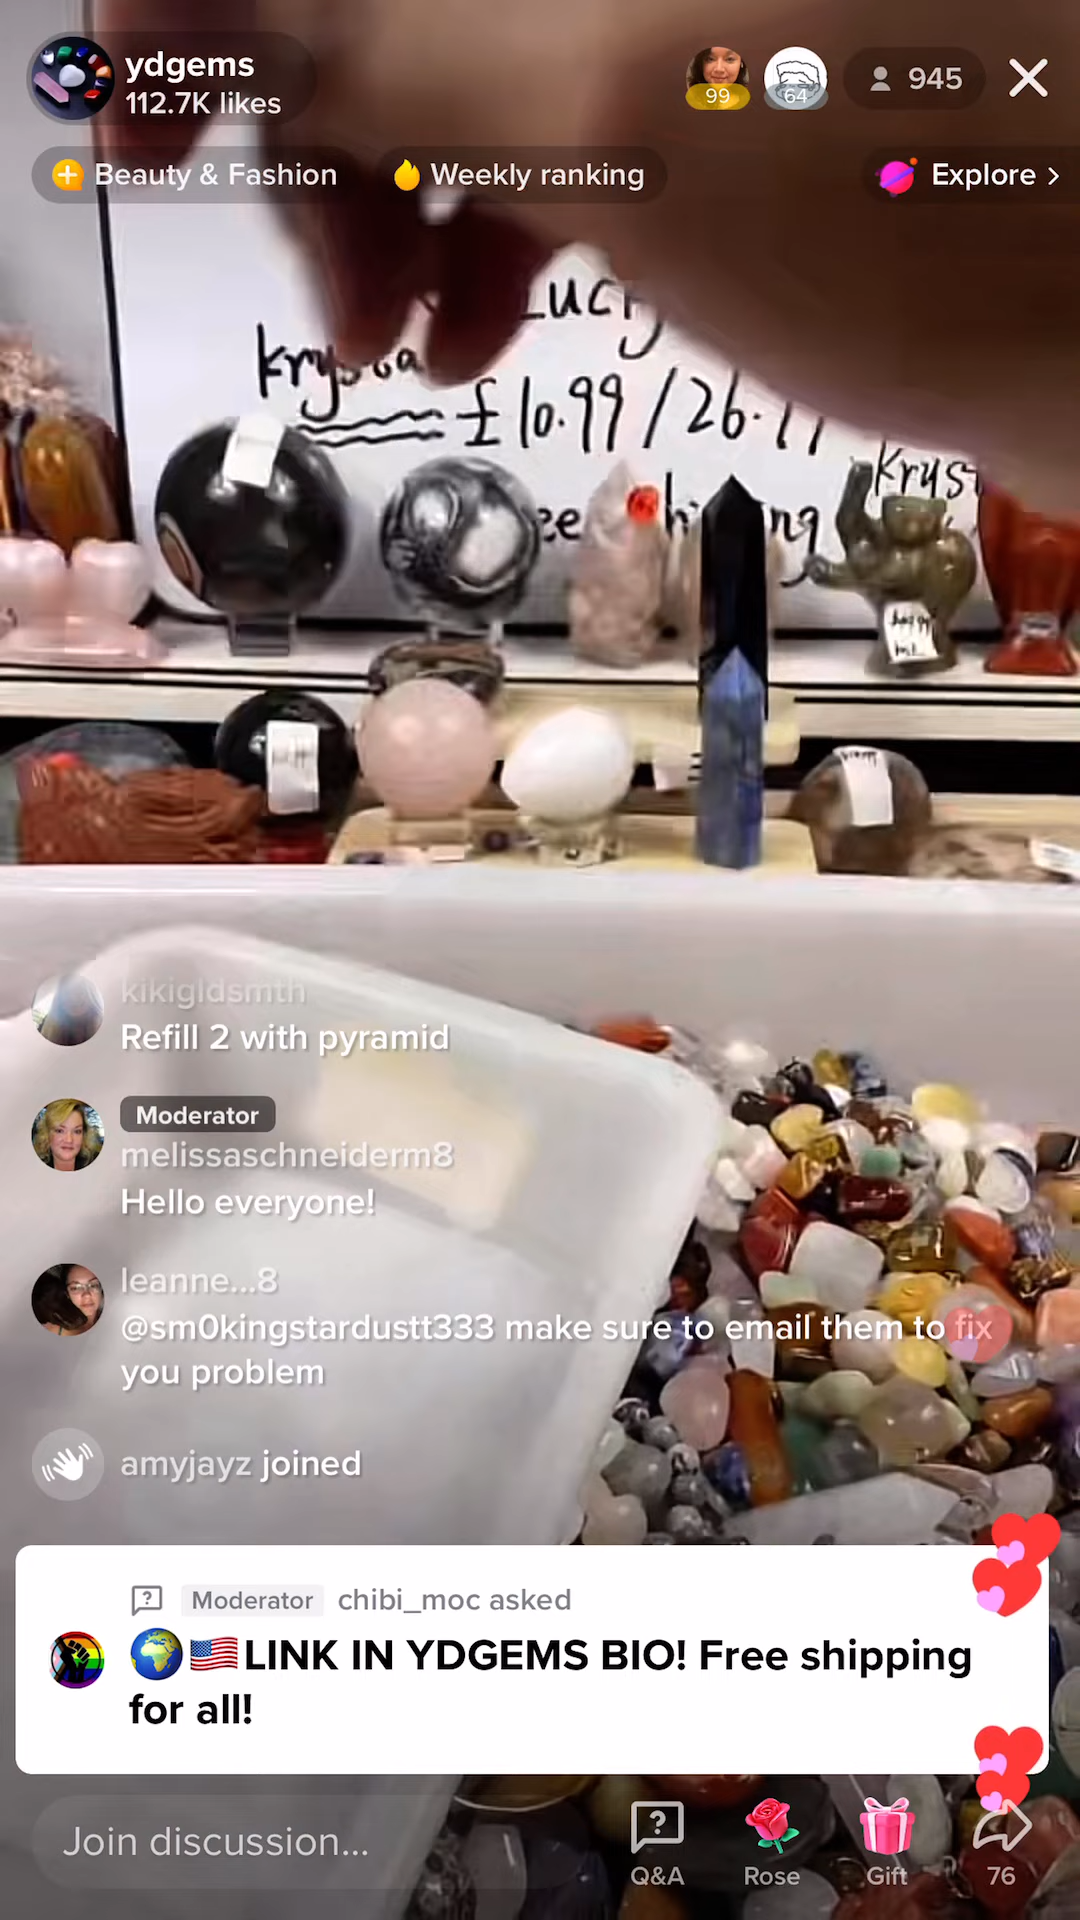 ydgems
112.7K likes
99
64
945
Beauty & Fashion
Weekly ranking
Explore
£10.99/26.
kikigldsmth
Refill 2 with pyramid
Moderator
melissaschneiderm8
Hello everyone!
leanne...8
@sm0kingstardustt333 make sure to email them to fix
you problem
amyjayz joined
Moderator chibi_moc asked
🌍🇺🇸LINK IN YDGEMS BIO! Free shipping
for all!
Join discussion...
Q&A
Rose
Gift
76